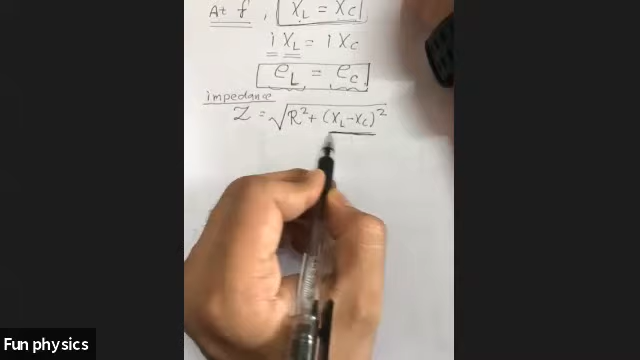 At f, X_L = X_C
i X_L = i X_C
e_L = e_C
impedance
Z = √R² + (X_L - X_C)²
Fun physics